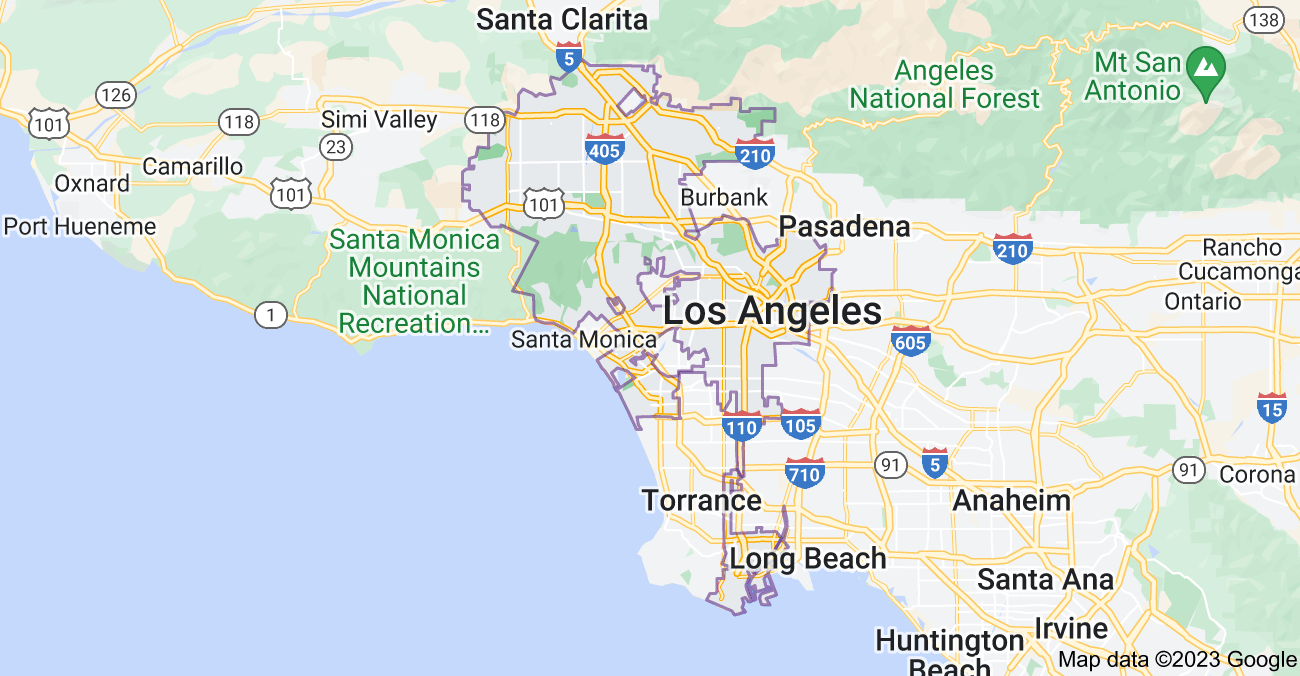 Santa Clarita
138
5
Mt San
Antonio
Angeles
National Forest
126
101
118
Simi Valley
118
23
405
210
Camarillo
Oxnard
101
101
Burbank
Port Hueneme
Pasadena
Santa Monica
Mountains
National
Recreation...
210
Rancho
Cucamonga
Ontario
1
Los Angeles
Santa Monica
605
15
110
105
710
91
5
91
Corona
Torrance
Anaheim
Long Beach
Santa Ana
Huntington
Beach
Irvine
Map data ©2023 Google